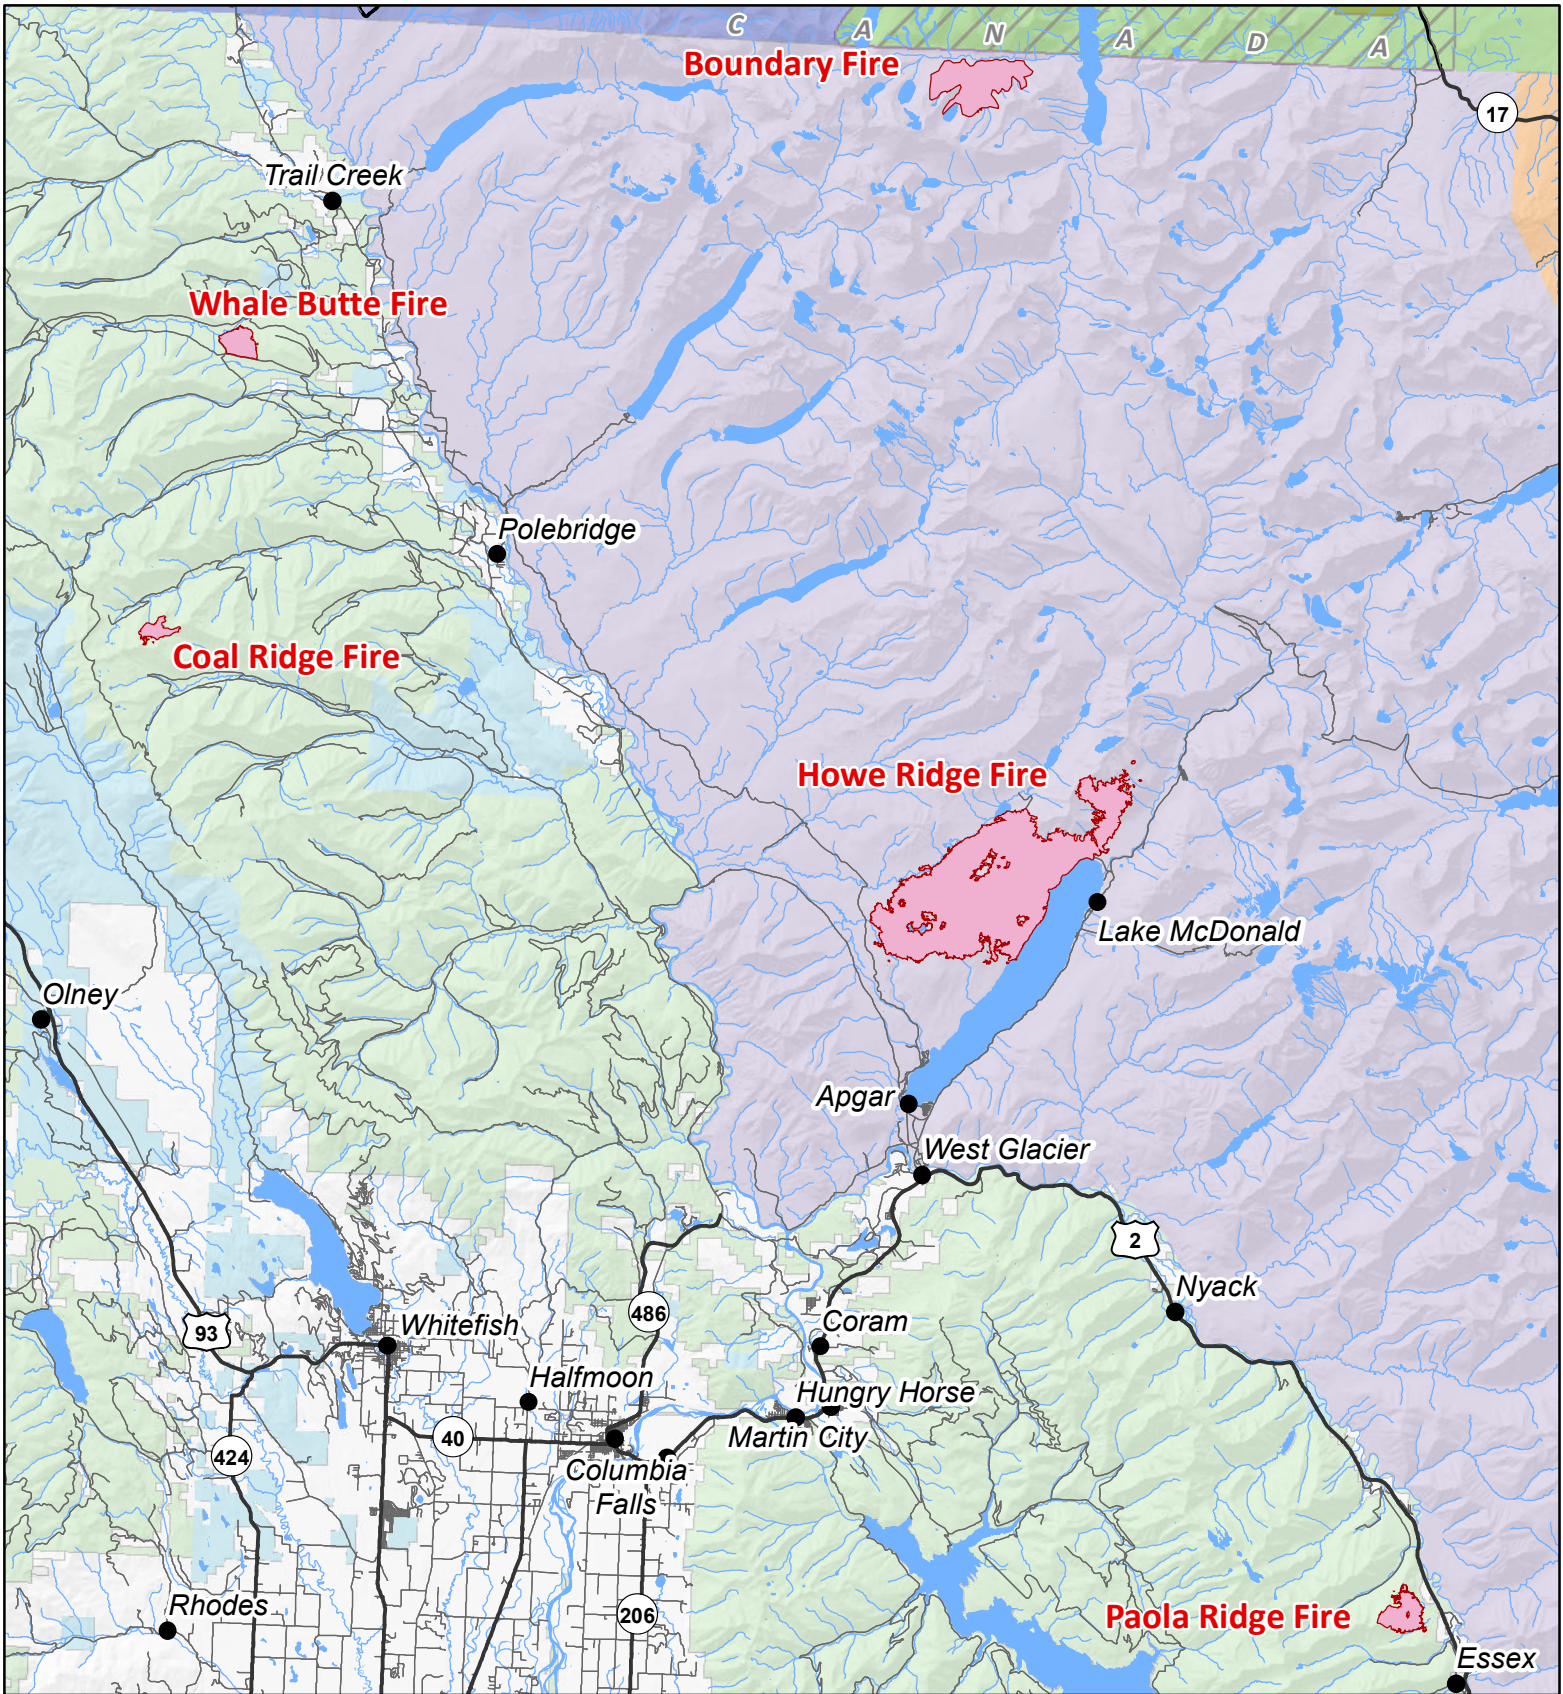 C A N A D A
Boundary Fire
17
Trail Creek
Whale Butte Fire
Polebridge
Coal Ridge Fire
Howe Ridge Fire
Lake McDonald
Olney
Apgar
West Glacier
2
Nyack
486
93
Whitefish
Coram
Halfmoon
Hungry Horse
40
Martin City
424
Columbia
Falls
Rhodes
206
Paola Ridge Fire
Essex